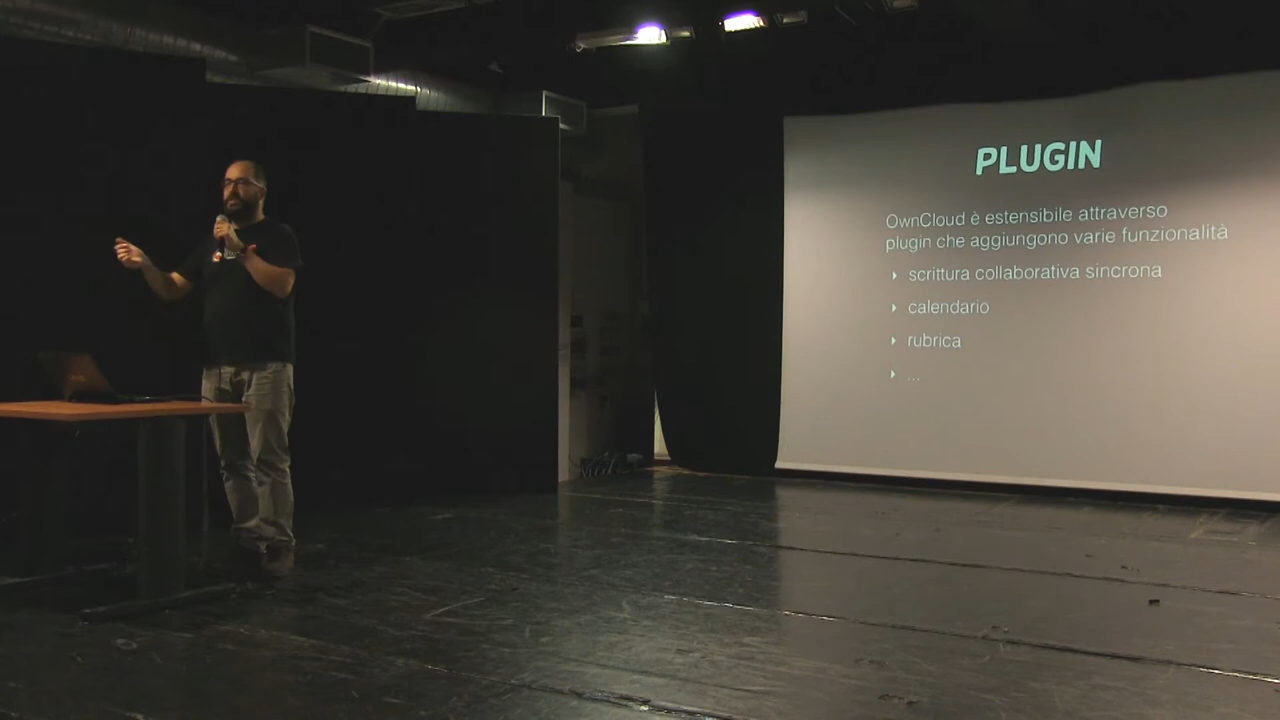 PLUGIN
OwnCloud è estensibile attraverso
plugin che aggiungono varie funzionalità
scrittura collaborativa sincrona
calendario
rubrica
...